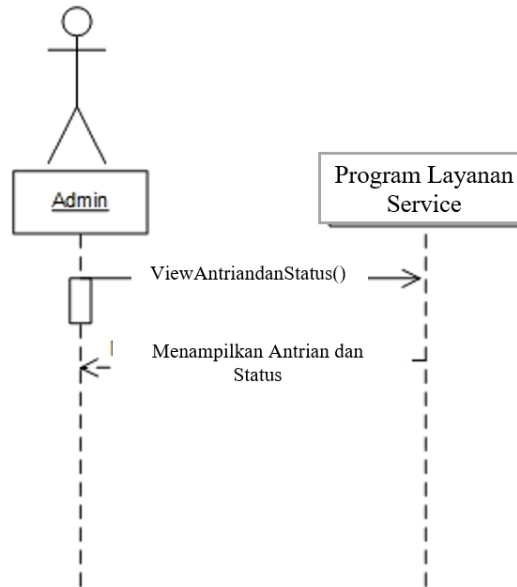 Admin
Program Layanan
Service
ViewAntriandanStatus()
Menampilkan Antrian dan
Status